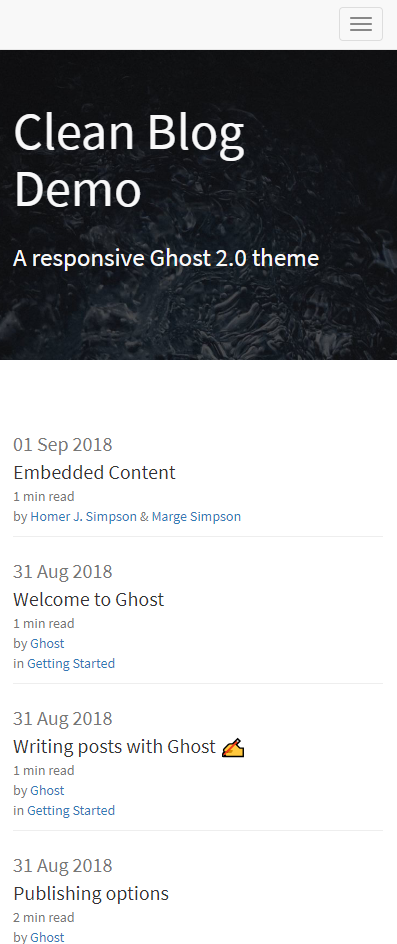 Clean Blog
Demo
A responsive Ghost 2.0 theme
01 Sep 2018
Embedded Content
1 min read
by Homer J. Simpson & Marge Simpson
31 Aug 2018
Welcome to Ghost
1 min read
by Ghost
in Getting Started
31 Aug 2018
Writing posts with Ghost ✍️
1 min read
by Ghost
in Getting Started
31 Aug 2018
Publishing options
2 min read
by Ghost